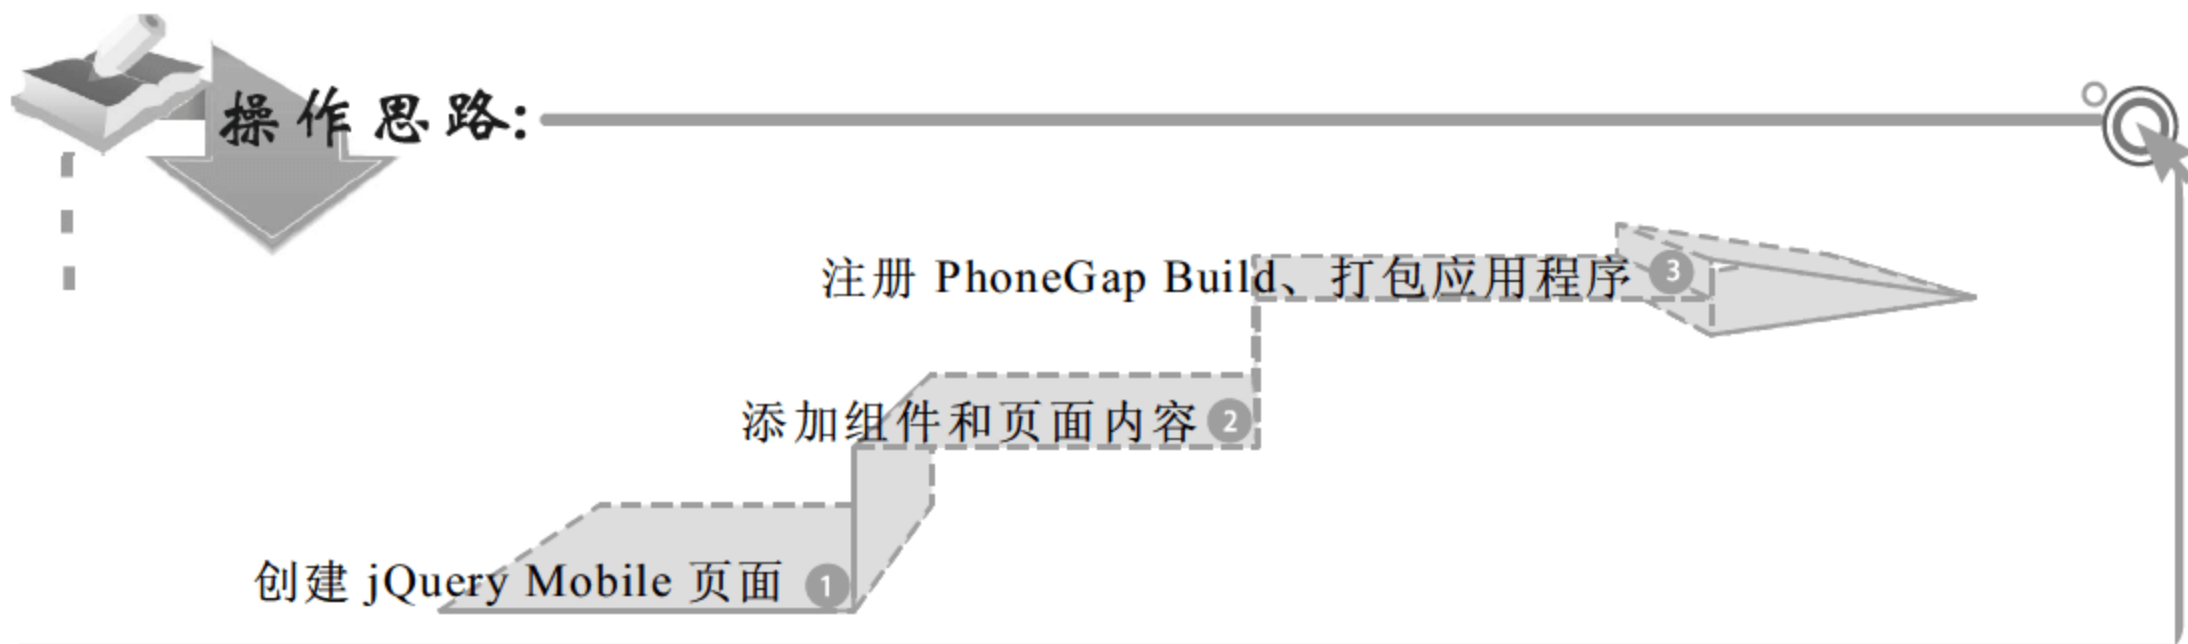 操作思路:
注册 PhoneGap Build、打包应用程序 3
添加组件和页面内容 2
创建 jQuery Mobile 页面 1